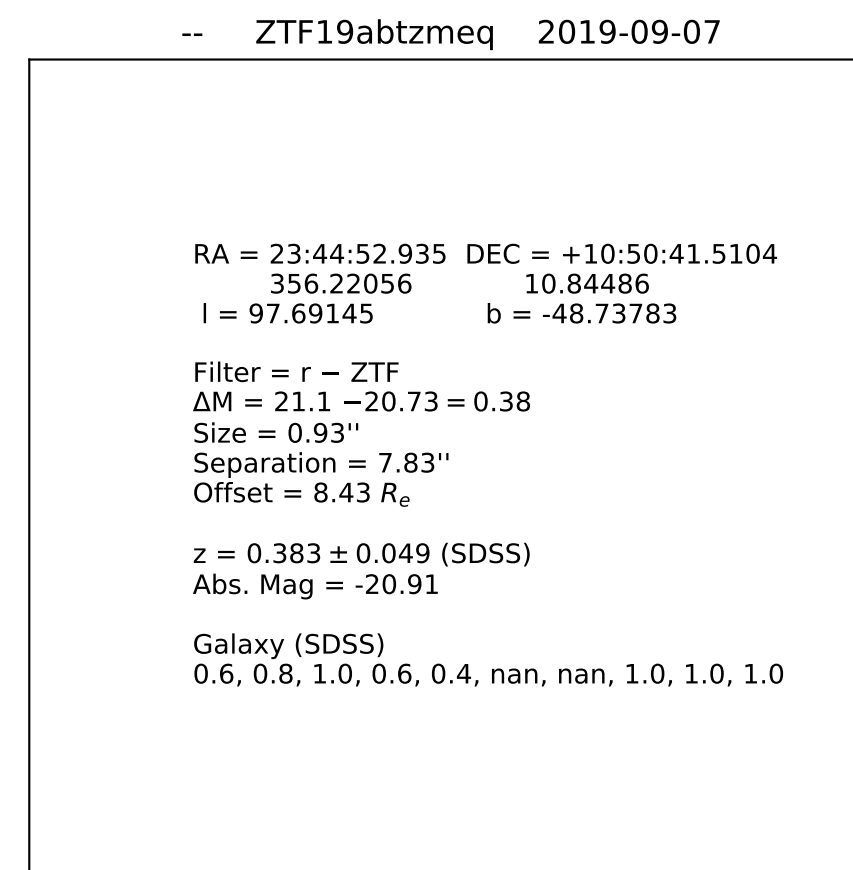 -- ZTF19abtzmeq 2019-09-07
RA = 23:44:52.935 DEC = +10:50:41.5104
356.22056 10.84486
l = 97.69145 b = -48.73783
Filter = r − ZTF
ΔM = 21.1 −20.73 = 0.38
Size = 0.93''
Separation = 7.83''
Offset = 8.43 Rₑ
z = 0.383 ± 0.049 (SDSS)
Abs. Mag = -20.91
Galaxy (SDSS)
0.6, 0.8, 1.0, 0.6, 0.4, nan, nan, 1.0, 1.0, 1.0